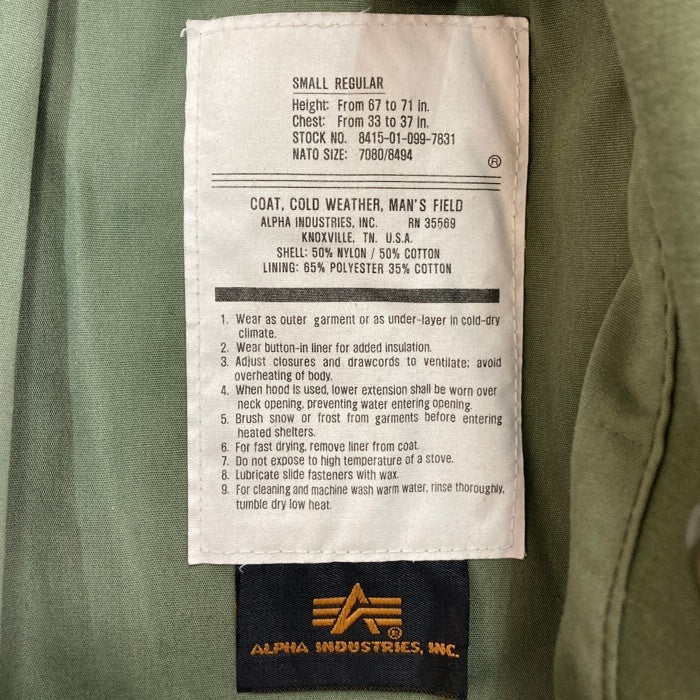 SMALL REGULAR
Height: From 67 to 71 in.
Chest: From 33 to 37 in.
STOCK NO. 8415-01-099-7831
NATO SIZE: 7080/8494
®
COAT, COLD WEATHER, MAN'S FIELD
ALPHA INDUSTRIES, INC. RN 35569
KNOXVILLE, TN. U.S.A.
SHELL: 50% NYLON / 50% COTTON
LINING: 65% POLYESTER 35% COTTON
1. Wear as outer garment or as under-layer in cold-dry
climate.
2. Wear button-in liner for added insulation.
3. Adjust closures and drawcords to ventilate; avoid
overheating of body.
4. When hood is used, lower extension shall be worn over
neck opening, preventing water entering opening.
5. Brush snow or frost from garments before entering
heated shelters.
6. For fast drying, remove liner from coat.
7. Do not expose to high temperature of a stove.
8. Lubricate slide fasteners with wax.
9. For cleaning and machine wash warm water, rinse thoroughly,
tumble dry low heat.
®
ALPHA INDUSTRIES, INC.